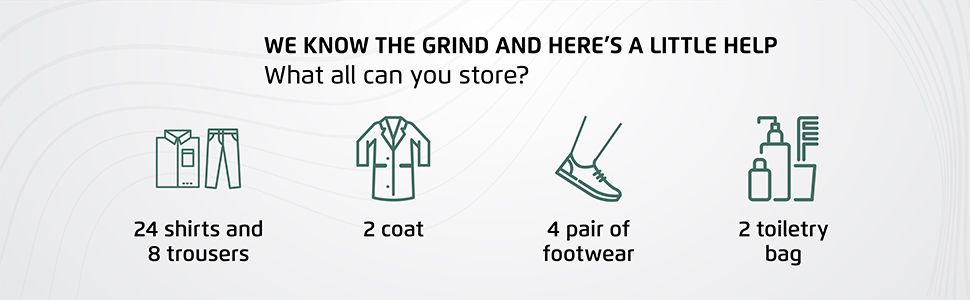 WE KNOW THE GRIND AND HERE'S A LITTLE HELP
What all can you store?
24 shirts and
8 trousers
2 coat
4 pair of
footwear
2 toiletry
bag